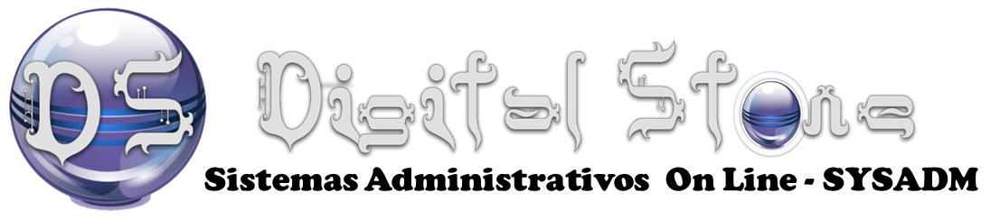 DS
Digital Stone
Sistemas Administrativos On Line - SYSADM